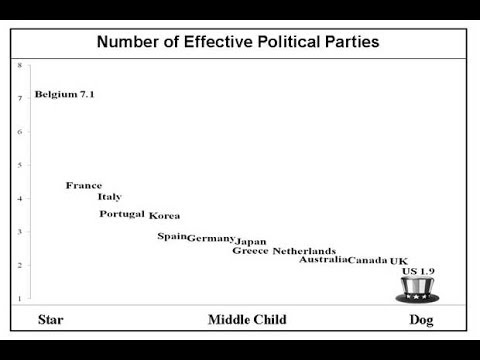 Number of Effective Political Parties
8
7
Belgium 7.1
6
5
France
4
Italy
Portugal Korea
3
Spain Germany Japan
Greece Netherlands
Australia Canada UK
2
US 1.9
1
Star Middle Child Dog